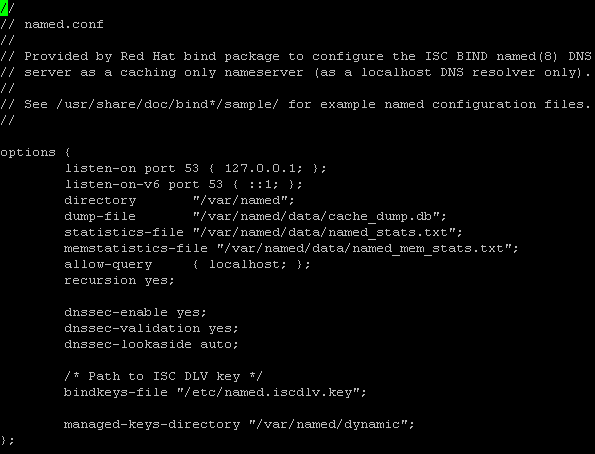 //
// named.conf
//
// Provided by Red Hat bind package to configure the ISC BIND named(8) DNS
// server as a caching only nameserver (as a localhost DNS resolver only).
//
// See /usr/share/doc/bind*/sample/ for example named configuration files.
//

options {
        listen-on port 53 { 127.0.0.1; };
        listen-on-v6 port 53 { ::1; };
        directory       "/var/named";
        dump-file       "/var/named/data/cache_dump.db";
        statistics-file "/var/named/data/named_stats.txt";
        memstatistics-file "/var/named/data/named_mem_stats.txt";
        allow-query     { localhost; };
        recursion yes;

        dnssec-enable yes;
        dnssec-validation yes;
        dnssec-lookaside auto;

        /* Path to ISC DLV key */
        bindkeys-file "/etc/named.iscdlv.key";

        managed-keys-directory "/var/named/dynamic";
};